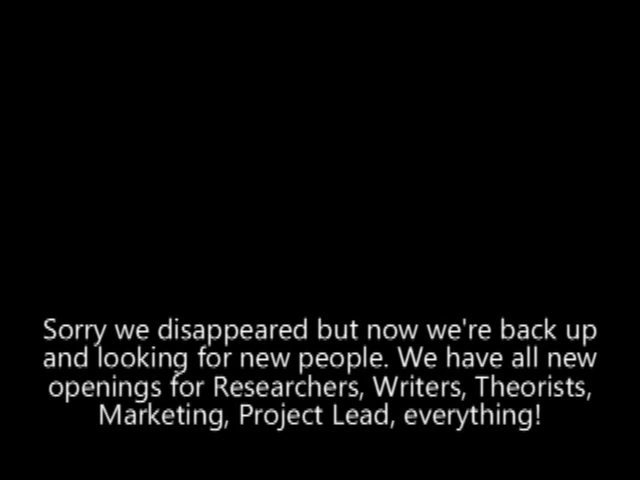 Sorry we disappeared but now we're back up
and looking for new people. We have all new
openings for Researchers, Writers, Theorists,
Marketing, Project Lead, everything!